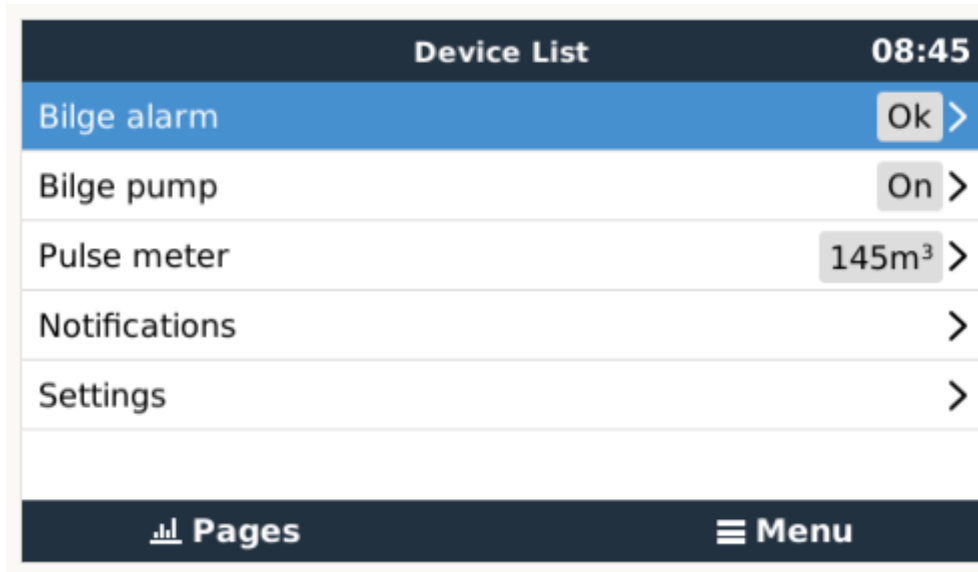 Device List 08:45
Bilge alarm Ok
Bilge pump On
Pulse meter 145m³
Notifications
Settings
Pages Menu